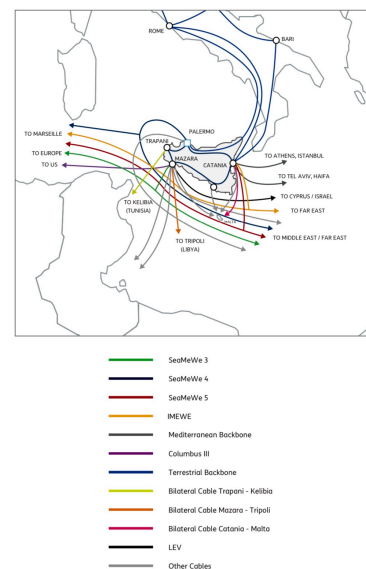 ROME
BARI
PALERMO
TO MARSEILLE
TRAPANI
TO EUROPE
MAZARA
CATANIA
TO ATHENS, ISTANBUL
TO US
TO TEL AVIV, HAIFA
TO KELIBIA
(TUNISIA)
TO CYPRUS / ISRAEL
TO FAR EAST
TO TRIPOLI
(LIBYA)
TO MIDDLE EAST / FAR EAST
SeaMeWe 3
SeaMeWe 4
SeaMeWe 5
IMEWE
Mediterranean Backbone
Columbus III
Terrestrial Backbone
Bilateral Cable Trapani - Kelibia
Bilateral Cable Mazara - Tripoli
Bilateral Cable Catania - Malta
LEV
Other Cables